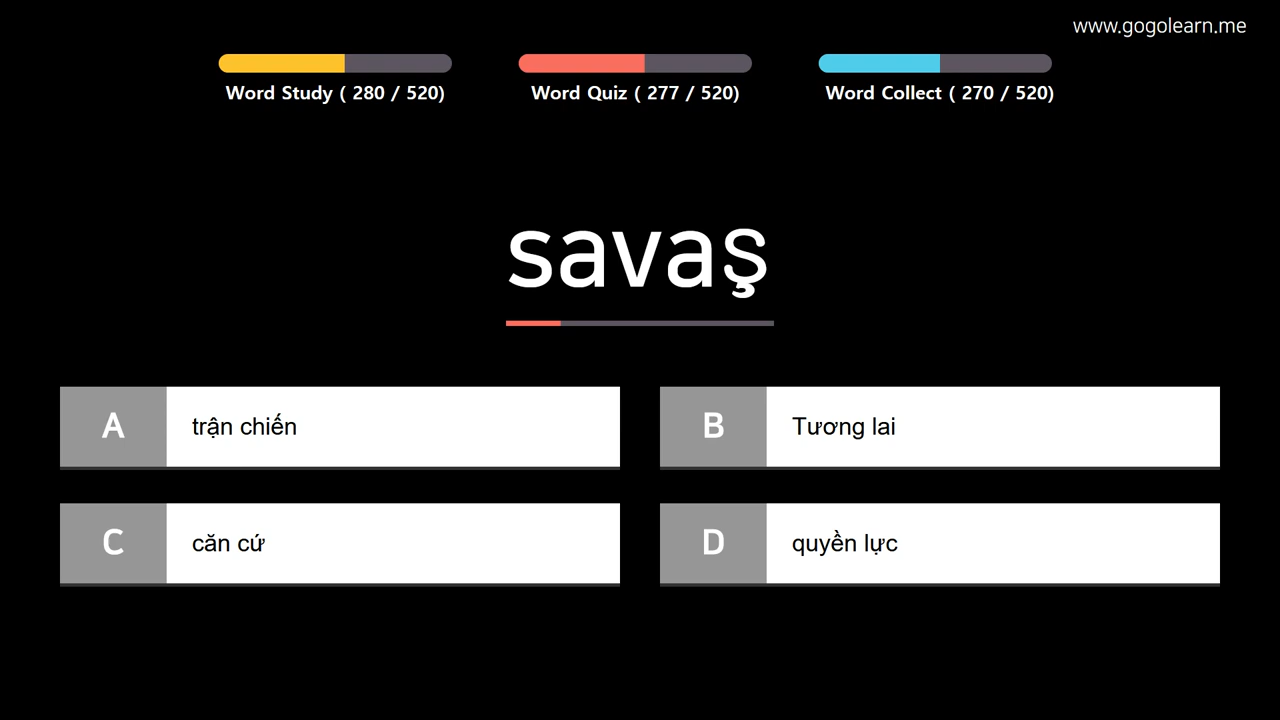 www.gogolearn.me
Word Study ( 280 / 520)
Word Quiz ( 277 / 520)
Word Collect ( 270 / 520)
savaş
A trận chiến
B Tương lai
C căn cứ
D quyền lực